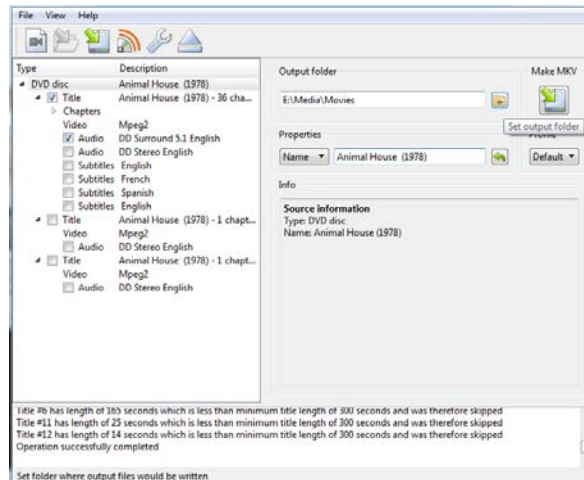 File View Help
Type Description
DVD disc Animal House (1978)
Title Animal House (1978) - 36 cha...
Chapters
Video Mpeg2
Audio DD Surround 5.1 English
Audio DD Stereo English
Subtitles English
Subtitles French
Subtitles Spanish
Subtitles English
Title Animal House (1978) - 1 chapt...
Video Mpeg2
Audio DD Stereo English
Title Animal House (1978) - 1 chapt...
Video Mpeg2
Audio DD Stereo English
Output folder
E:\Media\Movies
Make MKV
Set output folder
Properties
Name Animal House (1978)
Default
Info
Source information
Type: DVD disc
Name: Animal House (1978)
Title #6 has length of 165 seconds which is less than minimum title length of 300 seconds and was therefore skipped
Title #11 has length of 25 seconds which is less than minimum title length of 300 seconds and was therefore skipped
Title #12 has length of 14 seconds which is less than minimum title length of 300 seconds and was therefore skipped
Operation successfully completed
Set folder where output files would be written